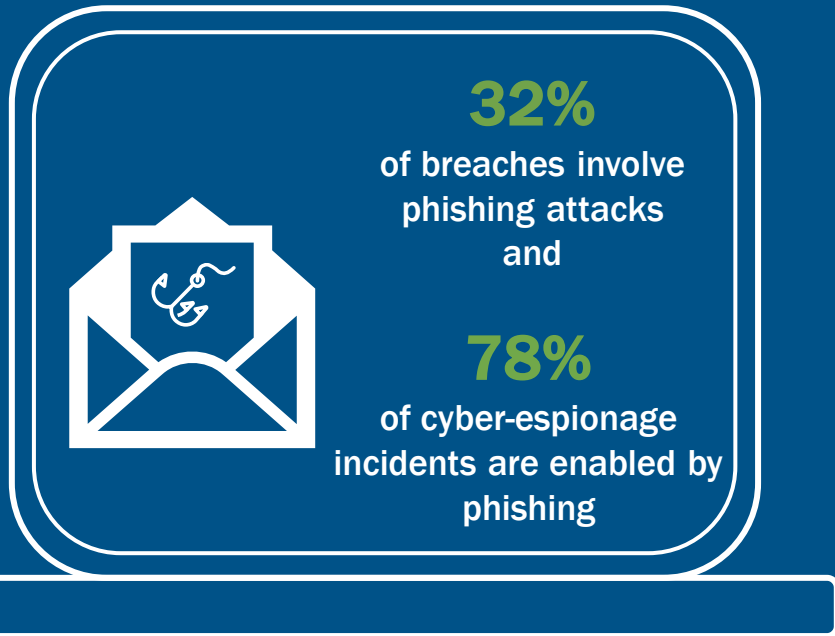 32%
of breaches involve
phishing attacks
and
78%
of cyber-espionage
incidents are enabled by
phishing